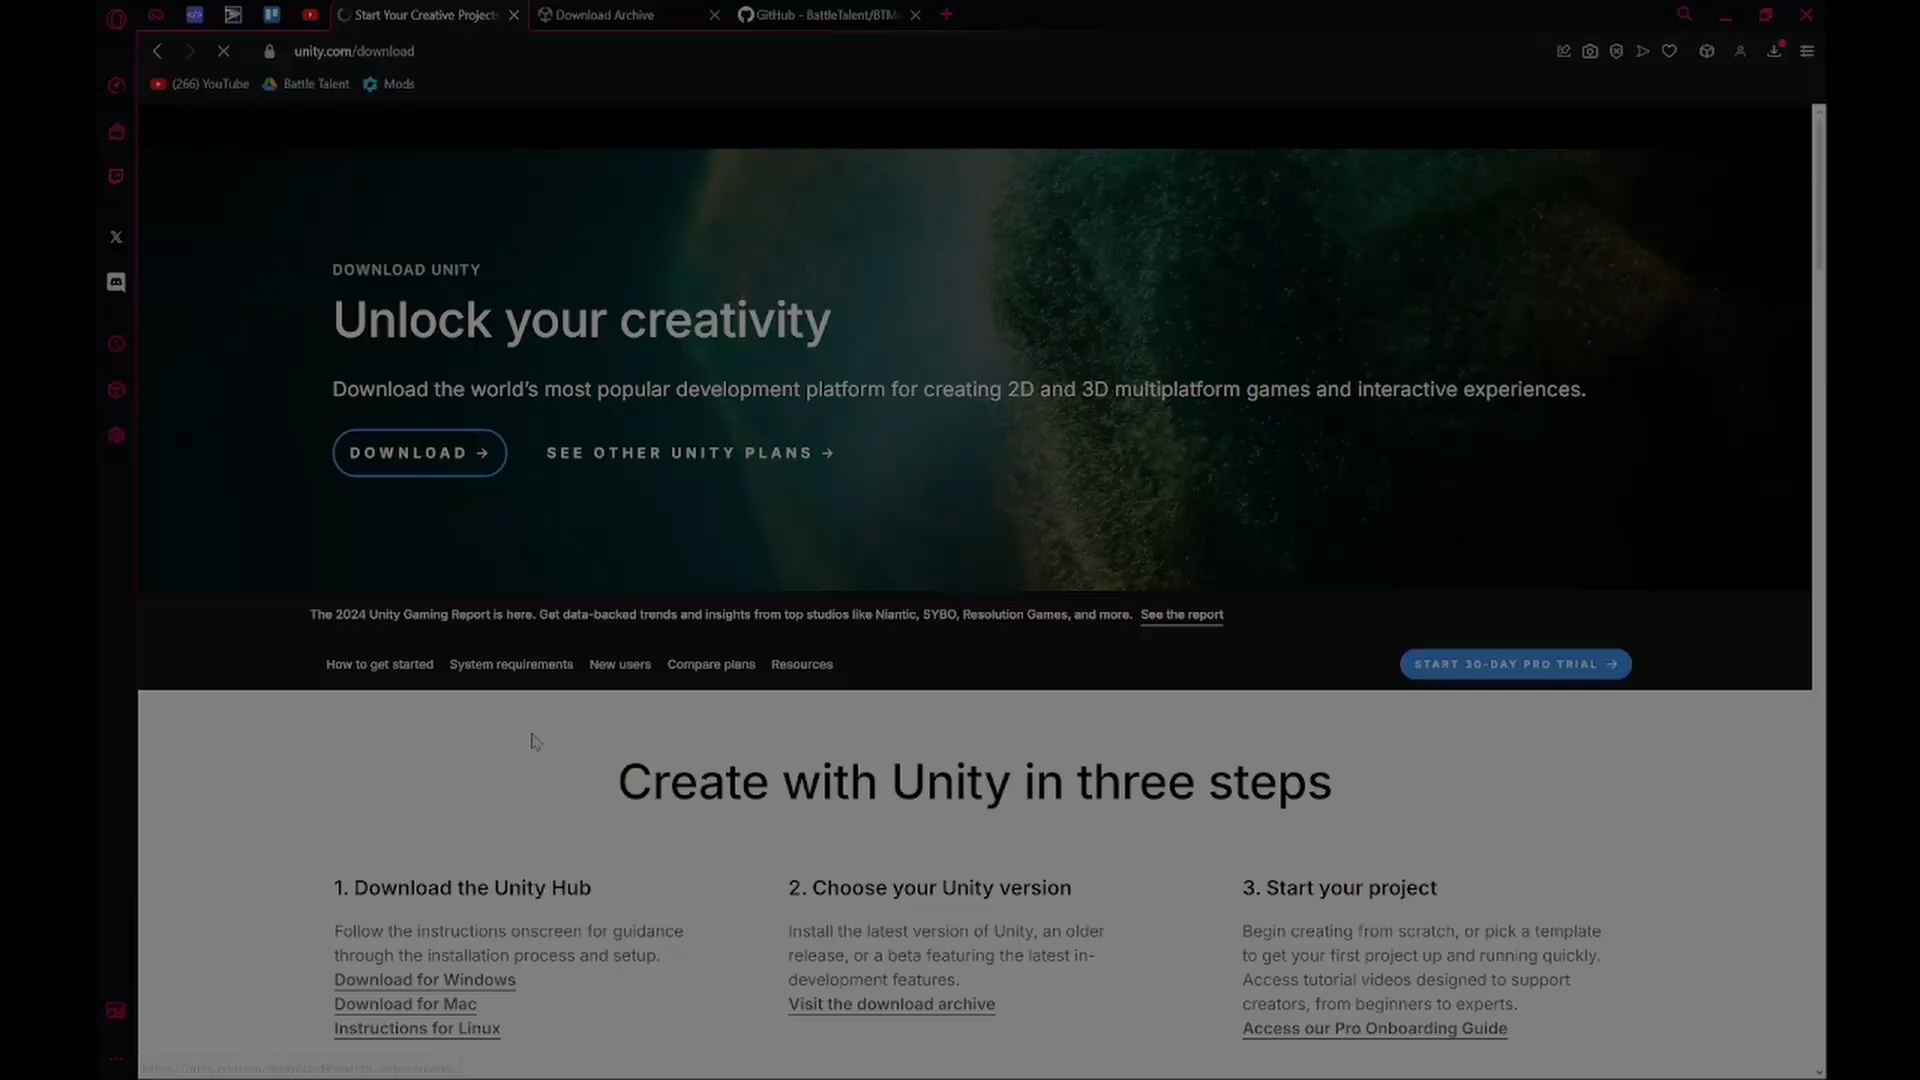 Start Your Creative Projects
Download Archive
GitHub - BattleTalent/BTM
unity.com/download
(266) YouTube
Battle Talent
Mods
DOWNLOAD UNITY
Unlock your creativity
Download the world's most popular development platform for creating 2D and 3D multiplatform games and interactive experiences.
DOWNLOAD →
SEE OTHER UNITY PLANS →
The 2024 Unity Gaming Report is here. Get data-backed trends and insights from top studios like Niantic, SYBO, Resolution Games, and more. See the report
How to get started
System requirements
New users
Compare plans
Resources
START 30-DAY PRO TRIAL →
Create with Unity in three steps
1. Download the Unity Hub
Follow the instructions onscreen for guidance
through the installation process and setup.
Download for Windows
Download for Mac
Instructions for Linux
2. Choose your Unity version
Install the latest version of Unity, an older
release, or a beta featuring the latest in-
development features.
Visit the download archive
3. Start your project
Begin creating from scratch, or pick a template
to get your first project up and running quickly.
Access tutorial videos designed to support
creators, from beginners to experts.
Access our Pro Onboarding Guide